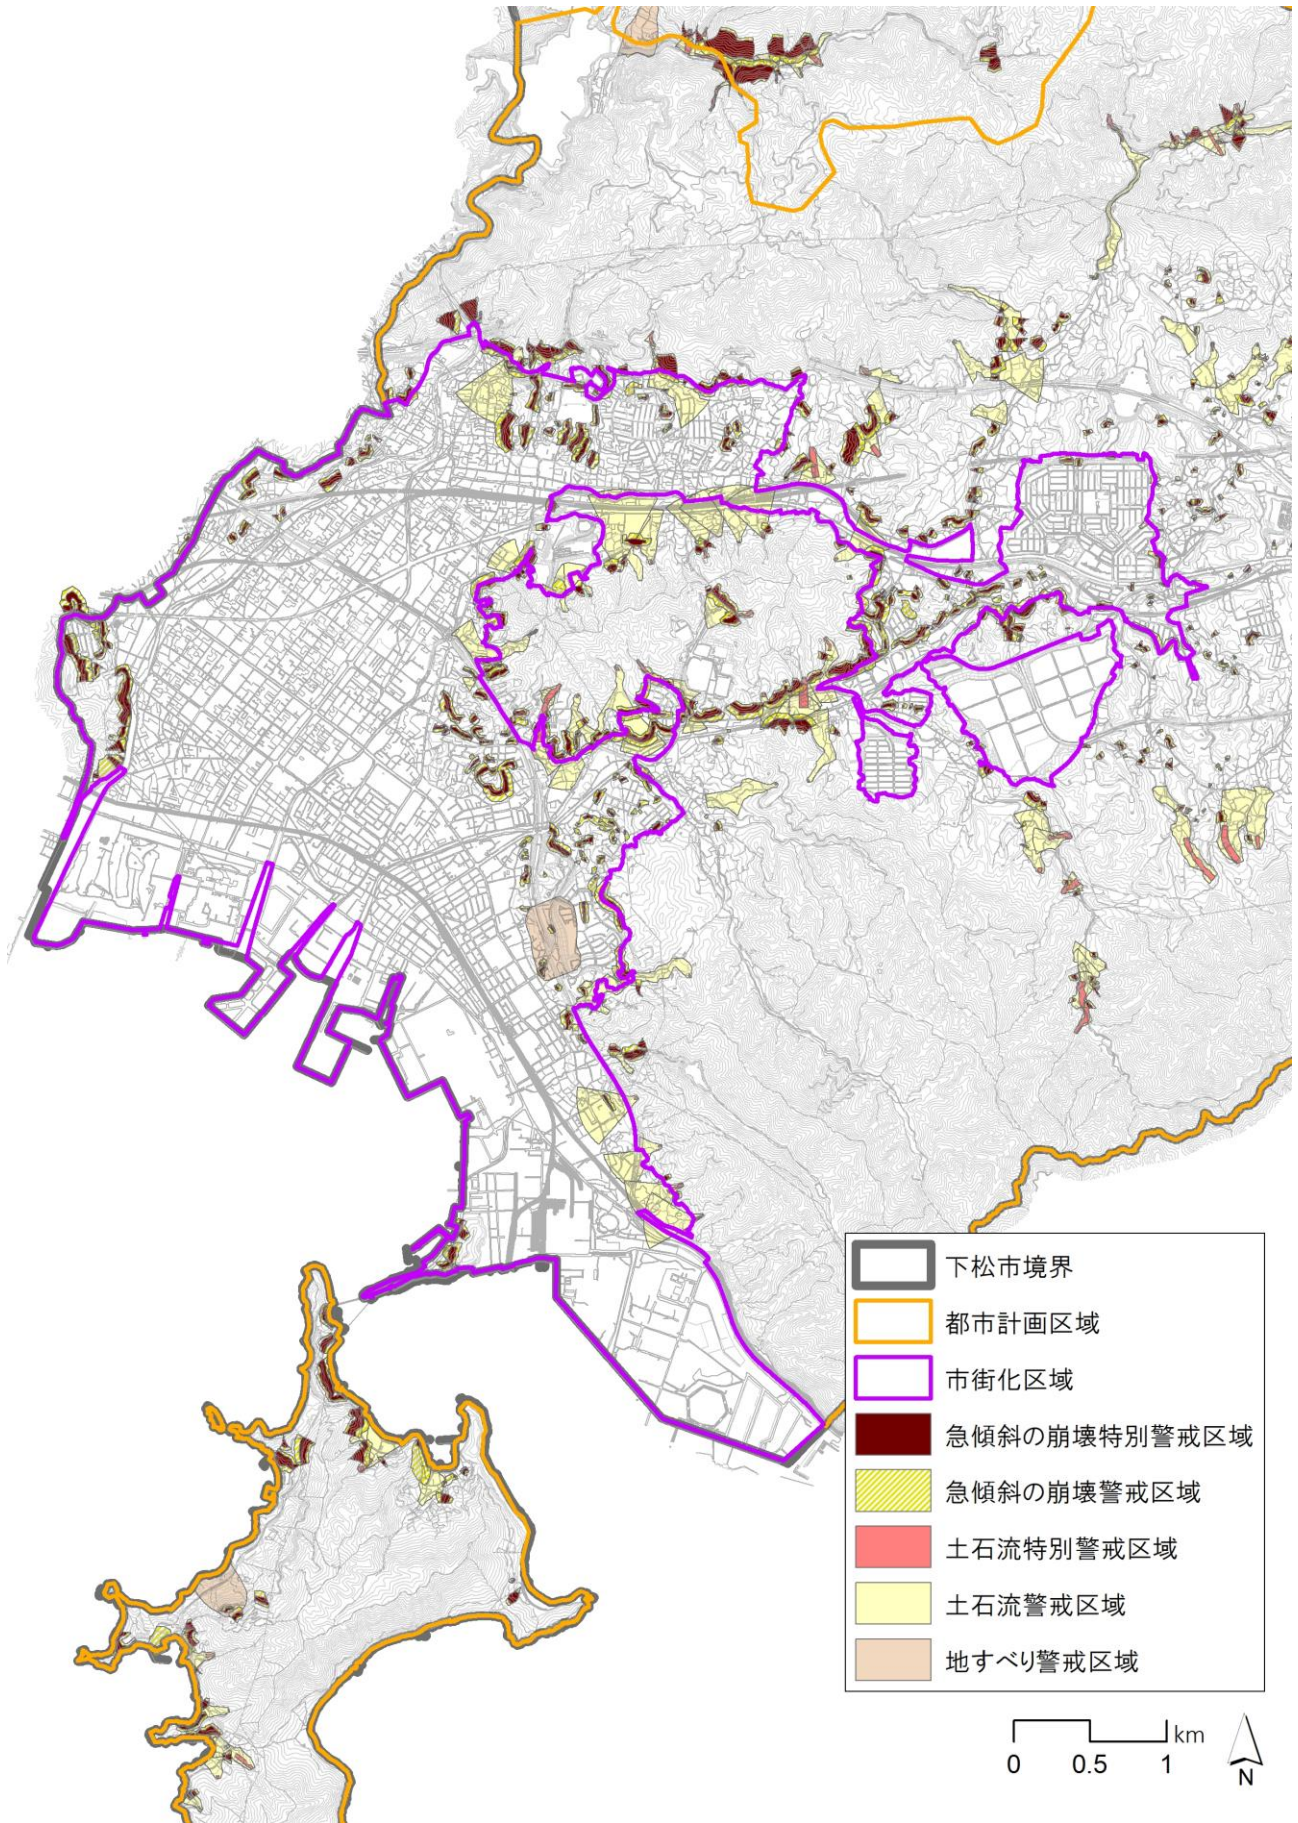 下松市境界
都市計画区域
市街化区域
急傾斜の崩壊特別警戒区域
急傾斜の崩壊警戒区域
土石流特別警戒区域
土石流警戒区域
地すべり警戒区域
km
0 0.5 1
N